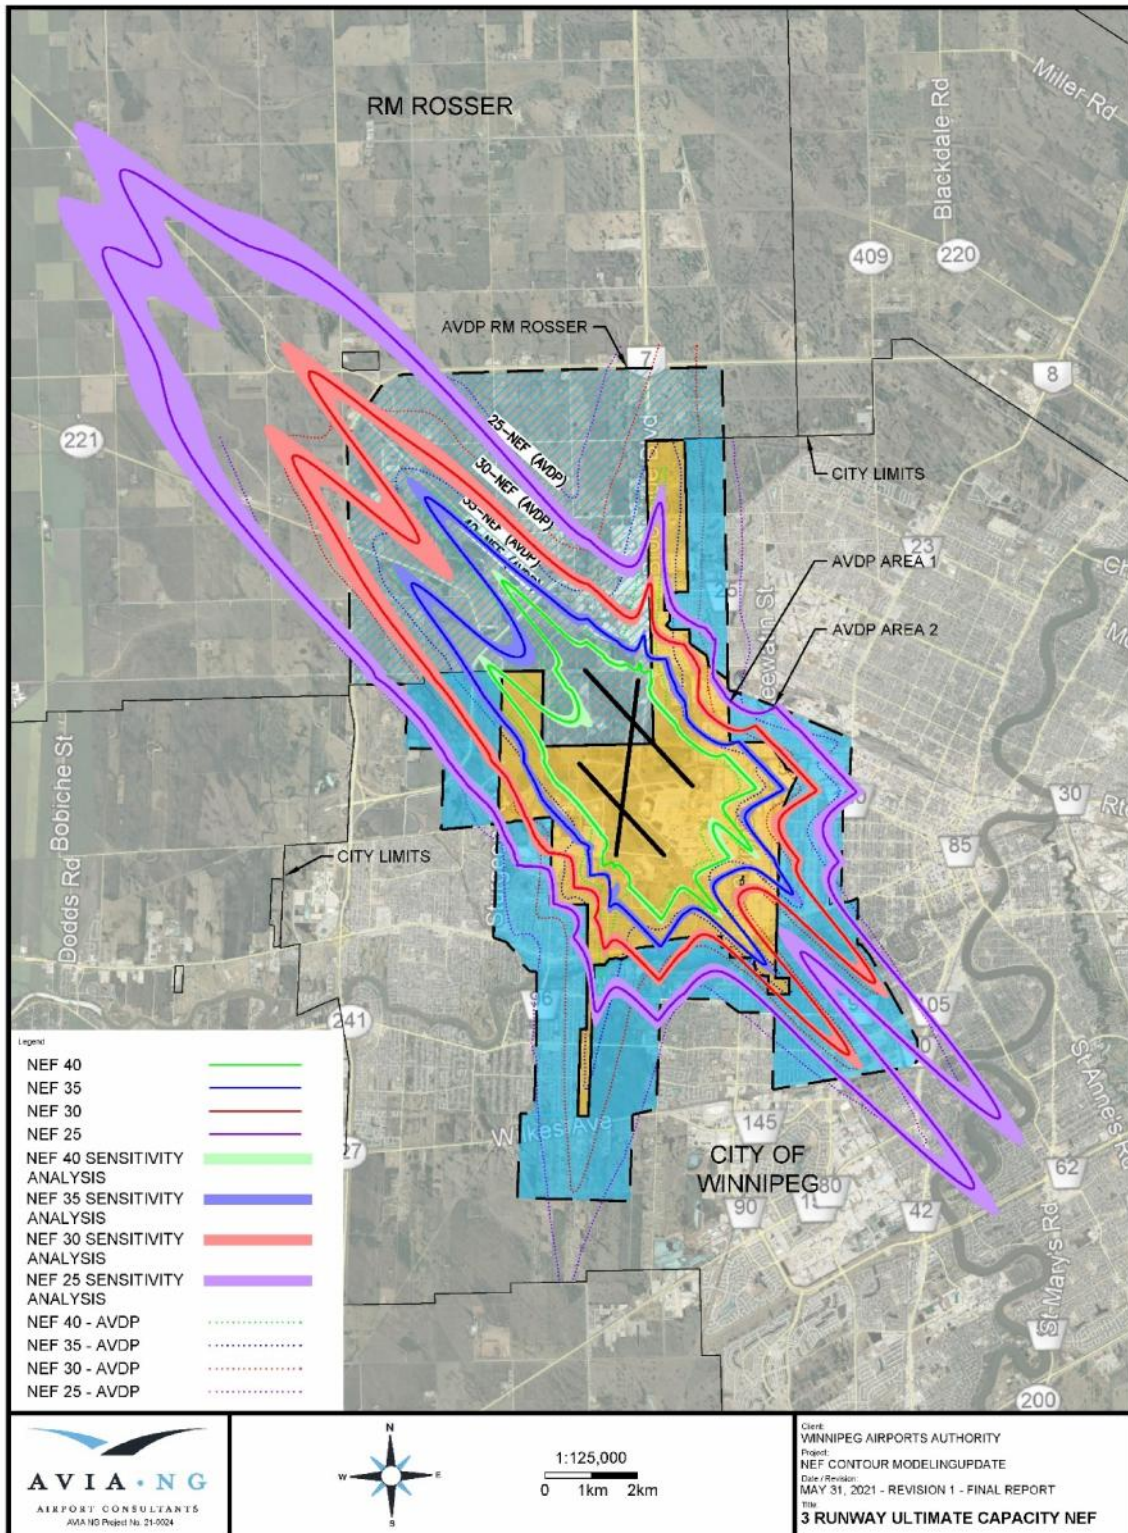 RM ROSSER
Miller Rd
Blackdale Rd
409
220
AVDP RM ROSSER
7
8
221
25-NEF (AVDP)
30-NEF (AVDP)
CITY LIMITS
23
AVDP AREA 1
AVDP AREA 2
30
85
Dodds Rd
Bobiche St
CITY LIMITS
96
241
105
St Anne's R
Wilkes Ave
145
27
CITY OF
WINNIPEG
80
90
42
62
St Mary's Rd
200
Legend
NEF 40
NEF 35
NEF 30
NEF 25
NEF 40 SENSITIVITY
ANALYSIS
NEF 35 SENSITIVITY
ANALYSIS
NEF 30 SENSITIVITY
ANALYSIS
NEF 25 SENSITIVITY
ANALYSIS
NEF 40 - AVDP
NEF 35 - AVDP
NEF 30 - AVDP
NEF 25 - AVDP
AVIA·NG
AIRPORT CONSULTANTS
AVIA NG Project No. 21-0024
N
W E
S
1:125,000
0 1km 2km
Client:
WINNIPEG AIRPORTS AUTHORITY
Project:
NEF CONTOUR MODELINGUPDATE
Date / Revision:
MAY 31, 2021 - REVISION 1 - FINAL REPORT
Title:
3 RUNWAY ULTIMATE CAPACITY NEF